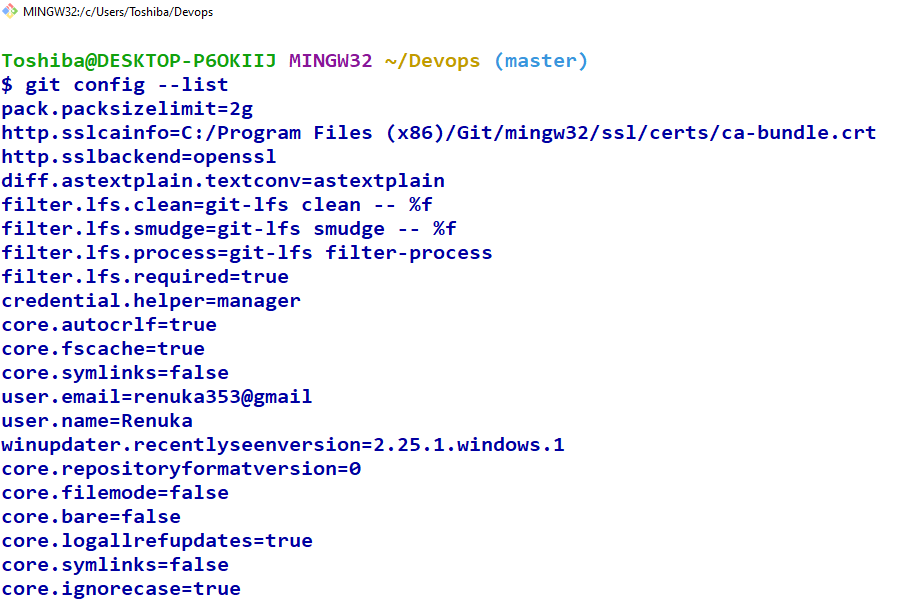 MINGW32:/c/Users/Toshiba/Devops
Toshiba@DESKTOP-P6OKIIJ MINGW32 ~/Devops (master)
$ git config --list
pack.packsizelimit=2g
http.sslcainfo=C:/Program Files (x86)/Git/mingw32/ssl/certs/ca-bundle.crt
http.sslbackend=openssl
diff.astextplain.textconv=astextplain
filter.lfs.clean=git-lfs clean -- %f
filter.lfs.smudge=git-lfs smudge -- %f
filter.lfs.process=git-lfs filter-process
filter.lfs.required=true
credential.helper=manager
core.autocrlf=true
core.fscache=true
core.symlinks=false
user.email=renuka353@gmail
user.name=Renuka
winupdater.recentlyseenversion=2.25.1.windows.1
core.repositoryformatversion=0
core.filemode=false
core.bare=false
core.logallrefupdates=true
core.symlinks=false
core.ignorecase=true